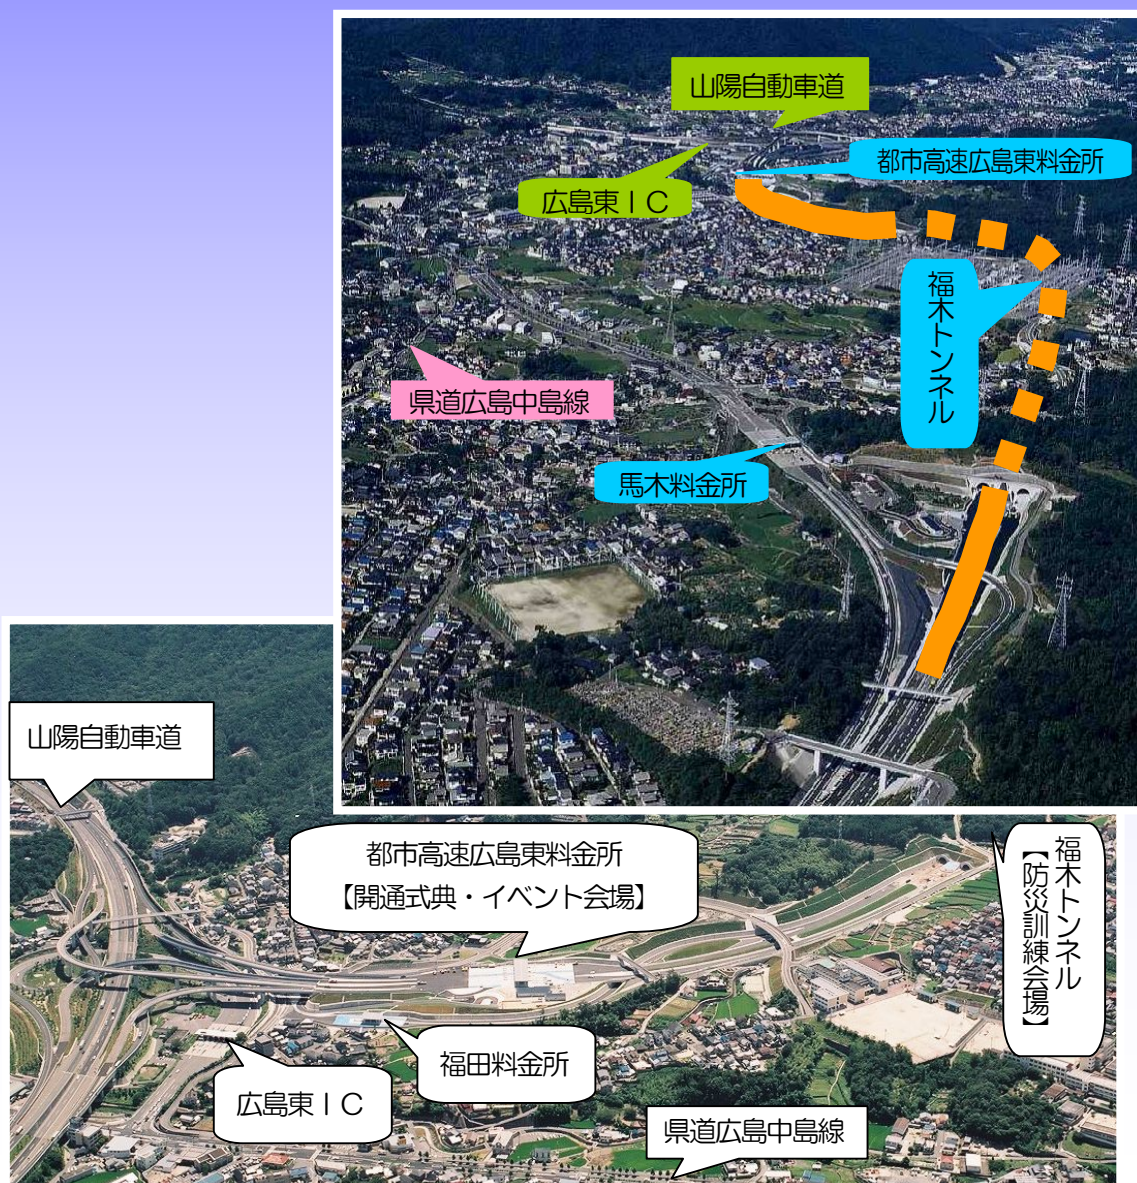 山陽自動車道
都市高速広島東料金所
広島東ＩＣ
福木トンネル
県道広島中島線
馬木料金所
山陽自動車道
都市高速広島東料金所
【開通式典・イベント会場】
福木トンネル
【防災訓練会場】
福田料金所
広島東ＩＣ
県道広島中島線